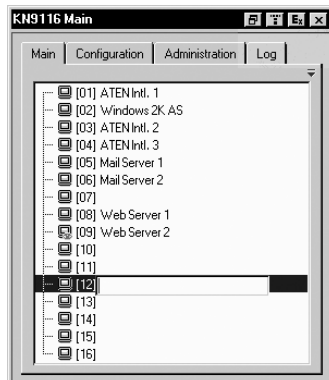 KN9116 Main
Ex
Main Configuration Administration Log
[01] ATEN Intl. 1
[02] Windows 2K AS
[03] ATEN Intl. 2
[04] ATEN Intl. 3
[05] Mail Server 1
[06] Mail Server 2
[07]
[08] Web Server 1
[09] Web Server 2
[10]
[11]
[12]
[13]
[14]
[15]
[16]